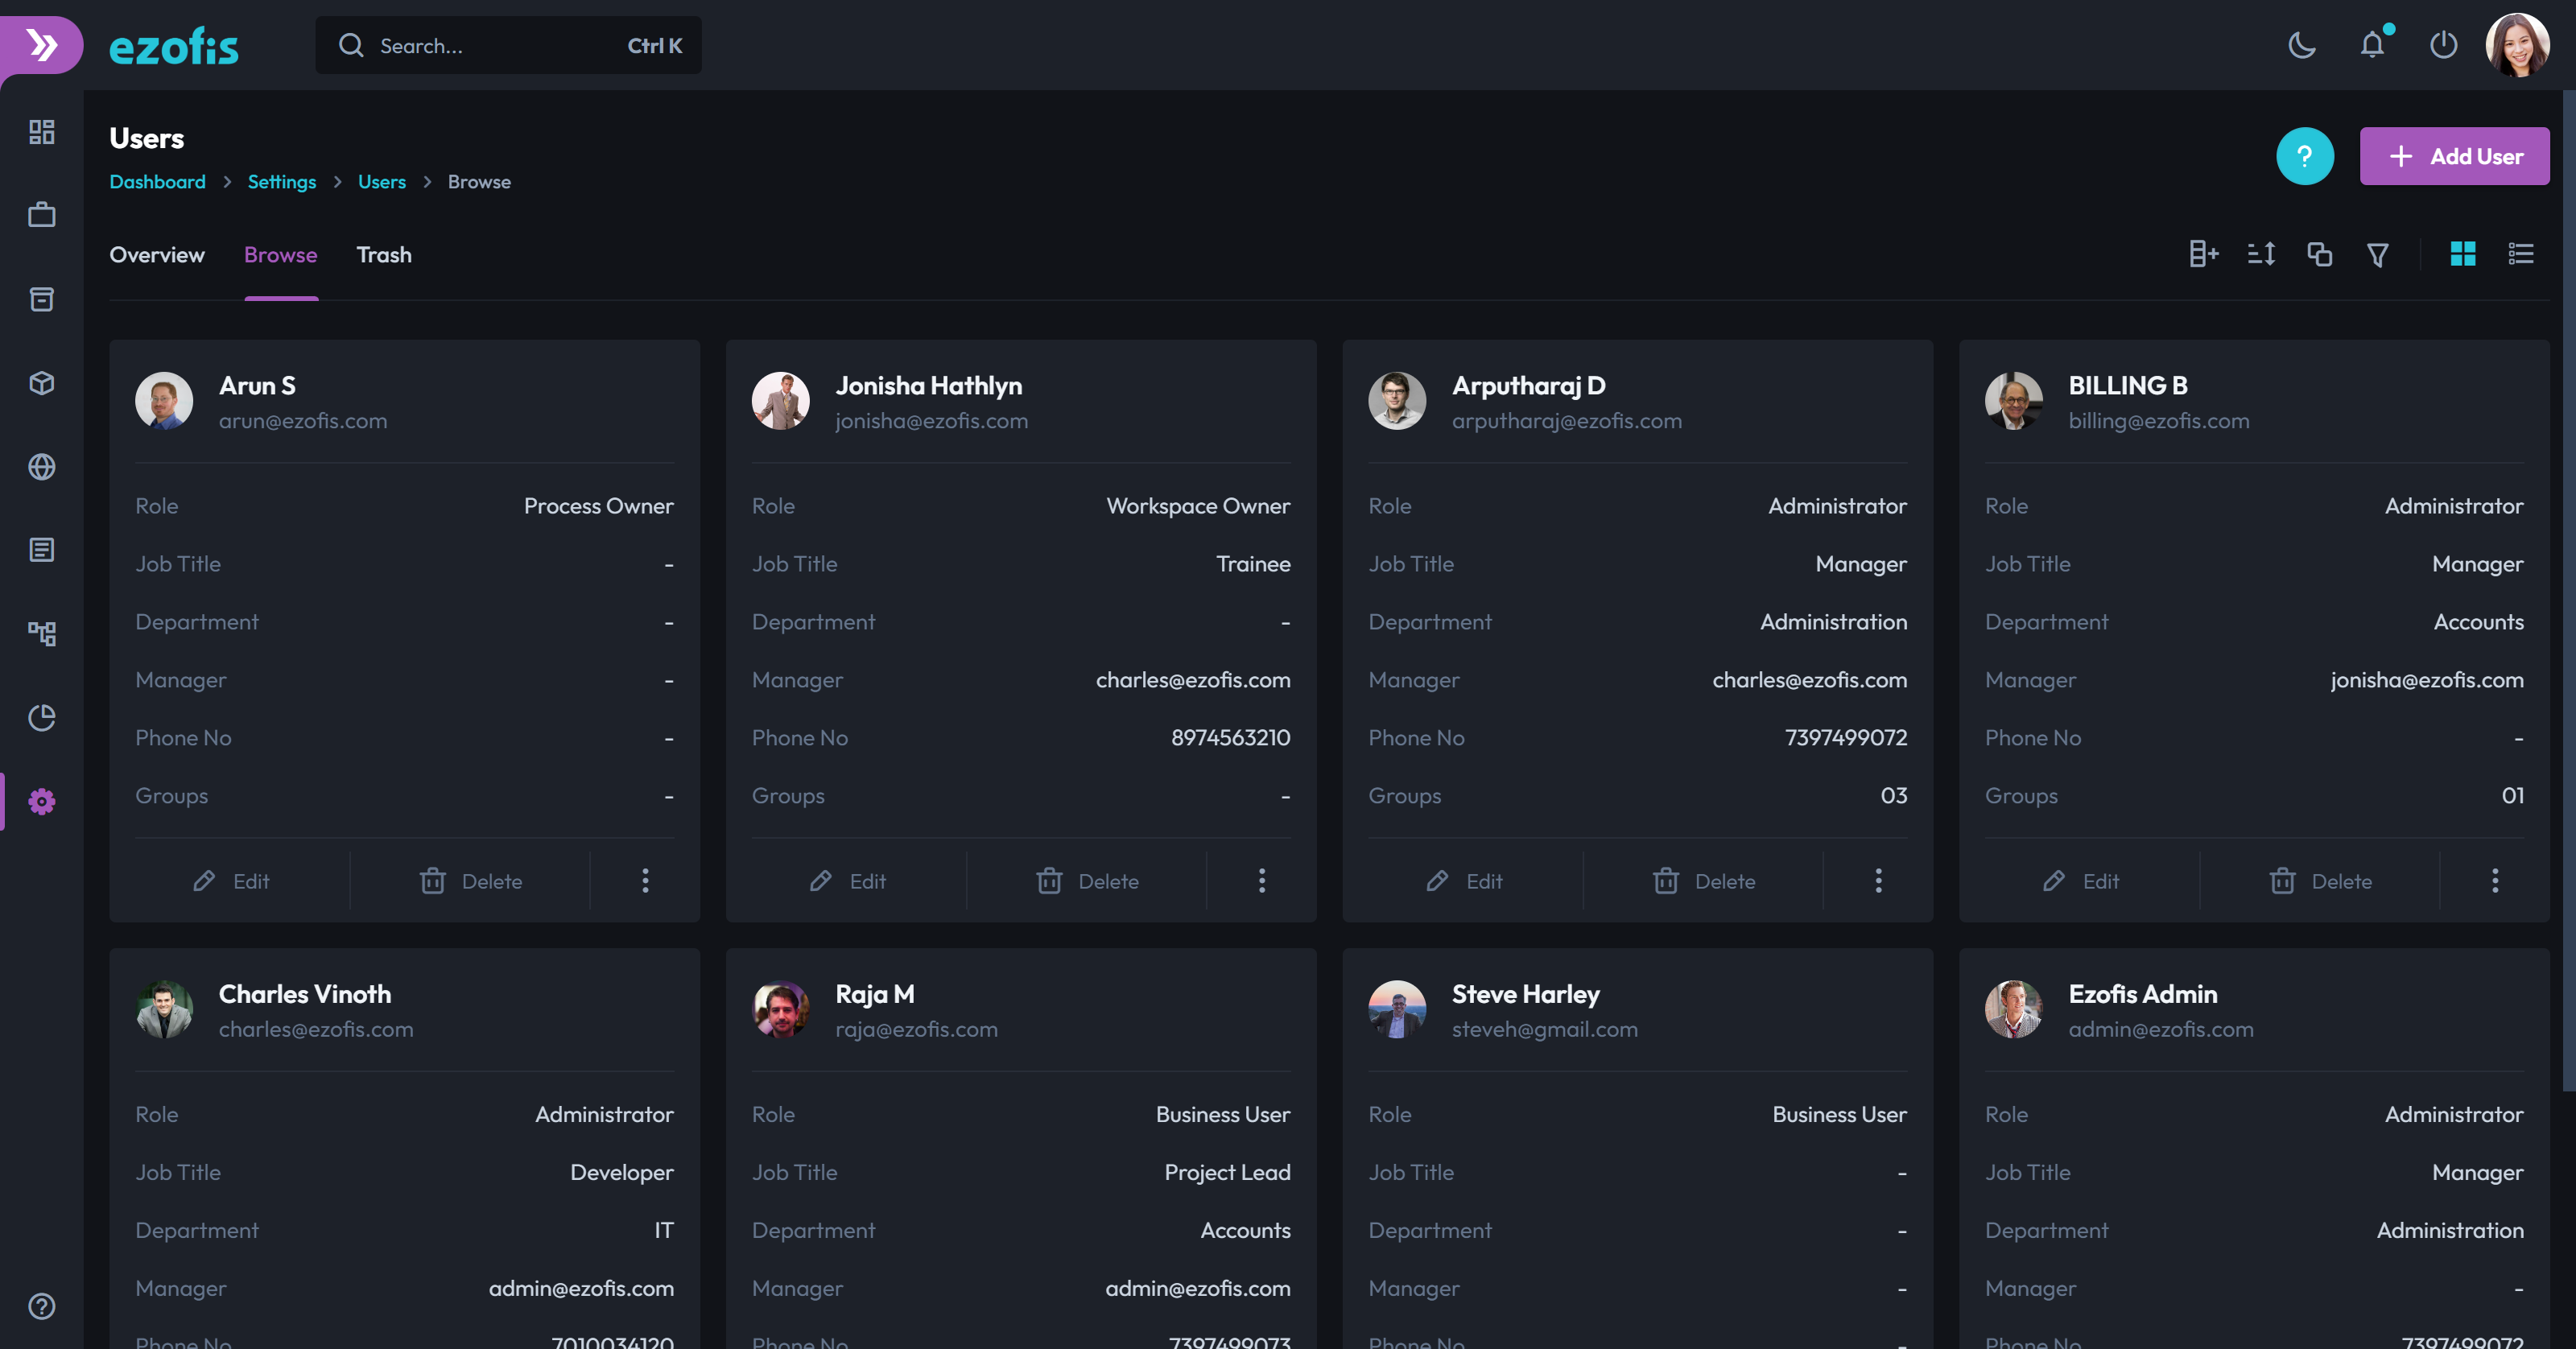 ezofis
Search...
Ctrl K
Users
Dashboard > Settings > Users > Browse
?
+ Add User
Overview
Browse
Trash
Arun S
arun@ezofis.com
Role
Process Owner
Job Title
-
Department
-
Manager
-
Phone No
-
Groups
-
Edit
Delete
Jonisha Hathlyn
jonisha@ezofis.com
Role
Workspace Owner
Job Title
Trainee
Department
-
Manager
charles@ezofis.com
Phone No
8974563210
Groups
-
Edit
Delete
Arputharaj D
arputharaj@ezofis.com
Role
Administrator
Job Title
Manager
Department
Administration
Manager
charles@ezofis.com
Phone No
7397499072
Groups
03
Edit
Delete
BILLING B
billing@ezofis.com
Role
Administrator
Job Title
Manager
Department
Accounts
Manager
jonisha@ezofis.com
Phone No
-
Groups
01
Edit
Delete
Charles Vinoth
charles@ezofis.com
Role
Administrator
Job Title
Developer
Department
IT
Manager
admin@ezofis.com
Phone No
7010034120
Raja M
raja@ezofis.com
Role
Business User
Job Title
Project Lead
Department
Accounts
Manager
admin@ezofis.com
Phone No
7397499073
Steve Harley
steveh@gmail.com
Role
Business User
Job Title
-
Department
-
Manager
-
Phone No
-
Ezofis Admin
admin@ezofis.com
Role
Administrator
Job Title
Manager
Department
Administration
Manager
-
Phone No
7397499072